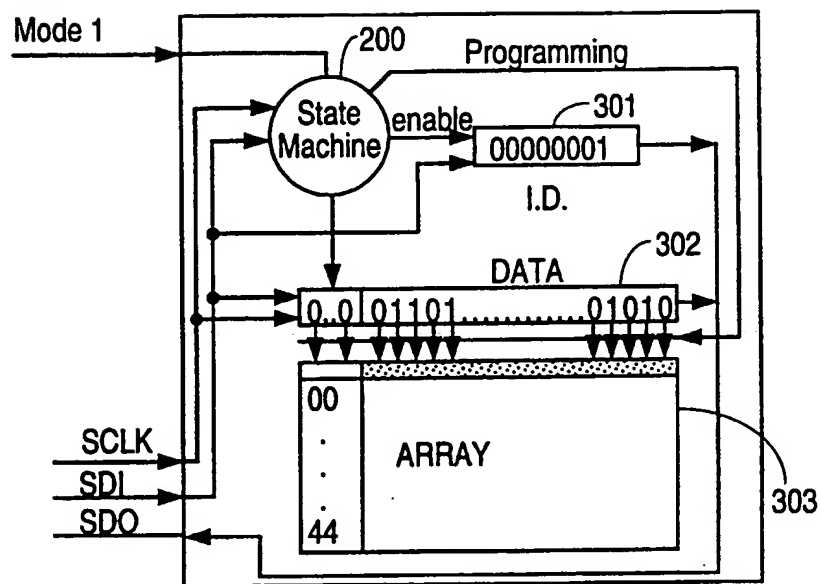 Mode 1
200
Programming
State
Machine
enable
301
00000001
I.D.
DATA
302
0..0 01101..............01010
00
.
.
.
44
ARRAY
303
SCLK
SDI
SDO